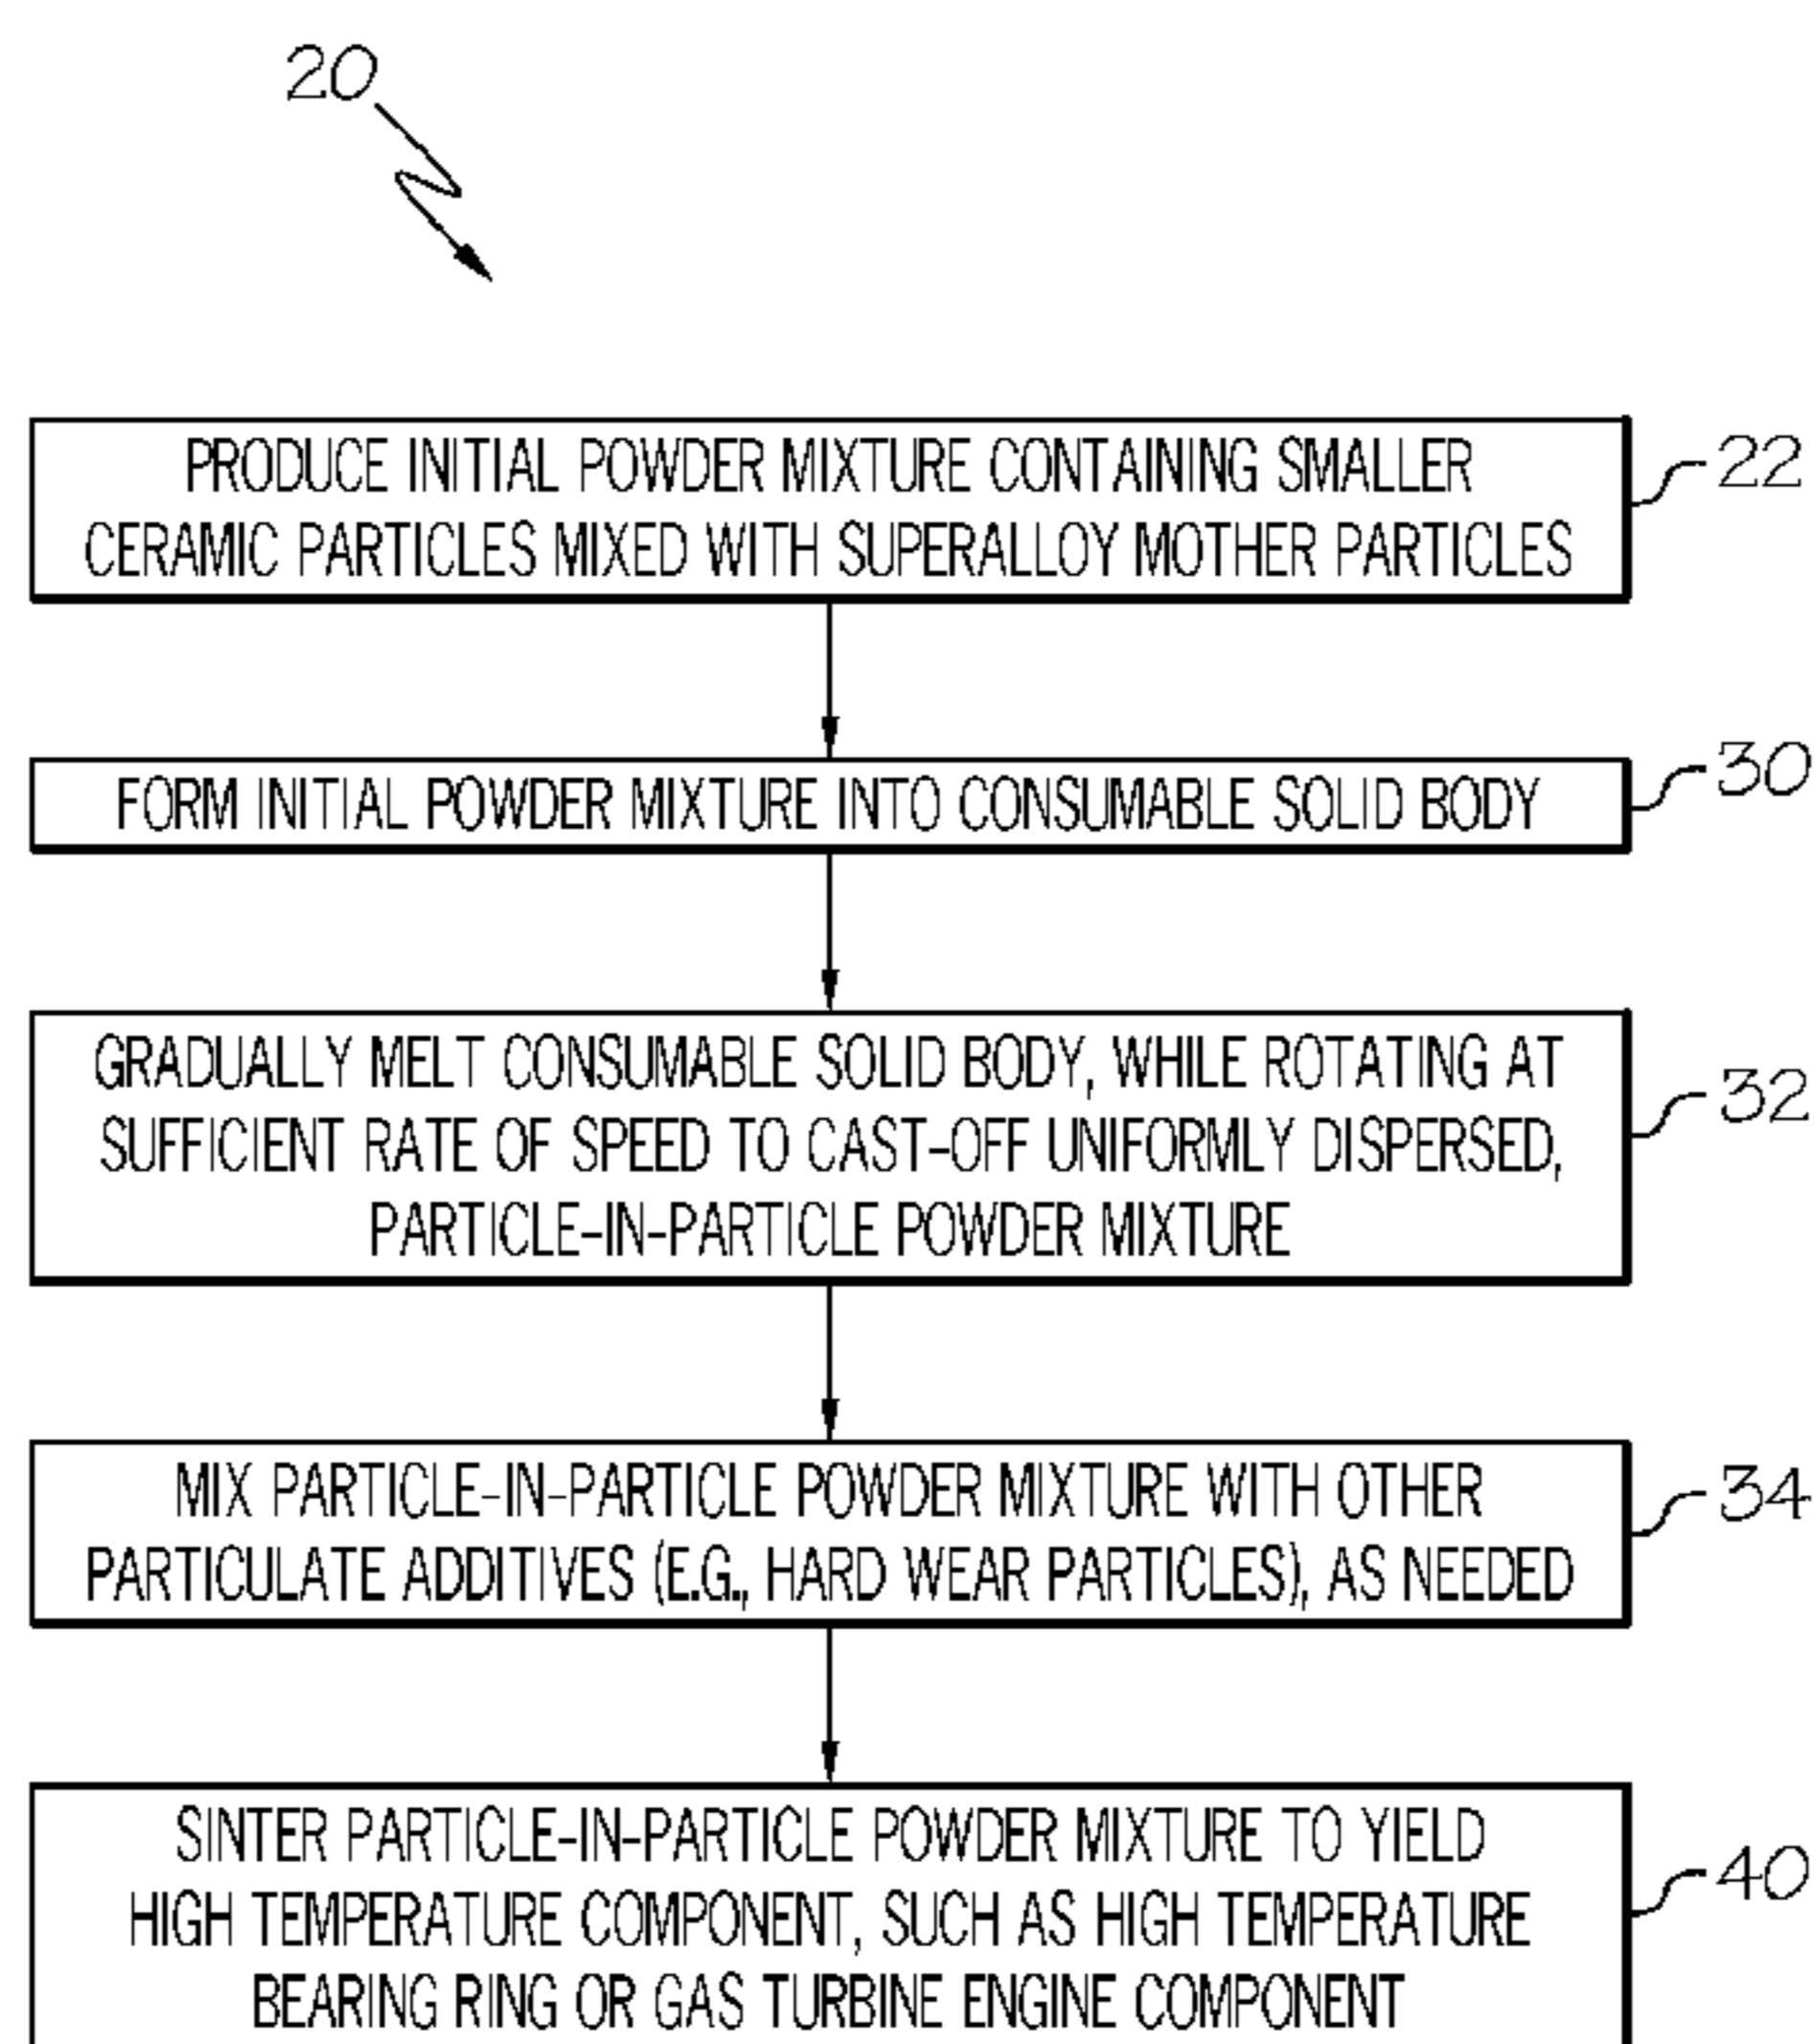 20
PRODUCE INITIAL POWDER MIXTURE CONTAINING SMALLER
CERAMIC PARTICLES MIXED WITH SUPERALLOY MOTHER PARTICLES
22
FORM INITIAL POWDER MIXTURE INTO CONSUMABLE SOLID BODY
30
GRADUALLY MELT CONSUMABLE SOLID BODY, WHILE ROTATING AT
SUFFICIENT RATE OF SPEED TO CAST-OFF UNIFORMLY DISPERSED,
PARTICLE-IN-PARTICLE POWDER MIXTURE
32
MIX PARTICLE-IN-PARTICLE POWDER MIXTURE WITH OTHER
PARTICULATE ADDITIVES (E.G., HARD WEAR PARTICLES), AS NEEDED
34
SINTER PARTICLE-IN-PARTICLE POWDER MIXTURE TO YIELD
HIGH TEMPERATURE COMPONENT, SUCH AS HIGH TEMPERATURE
BEARING RING OR GAS TURBINE ENGINE COMPONENT
40